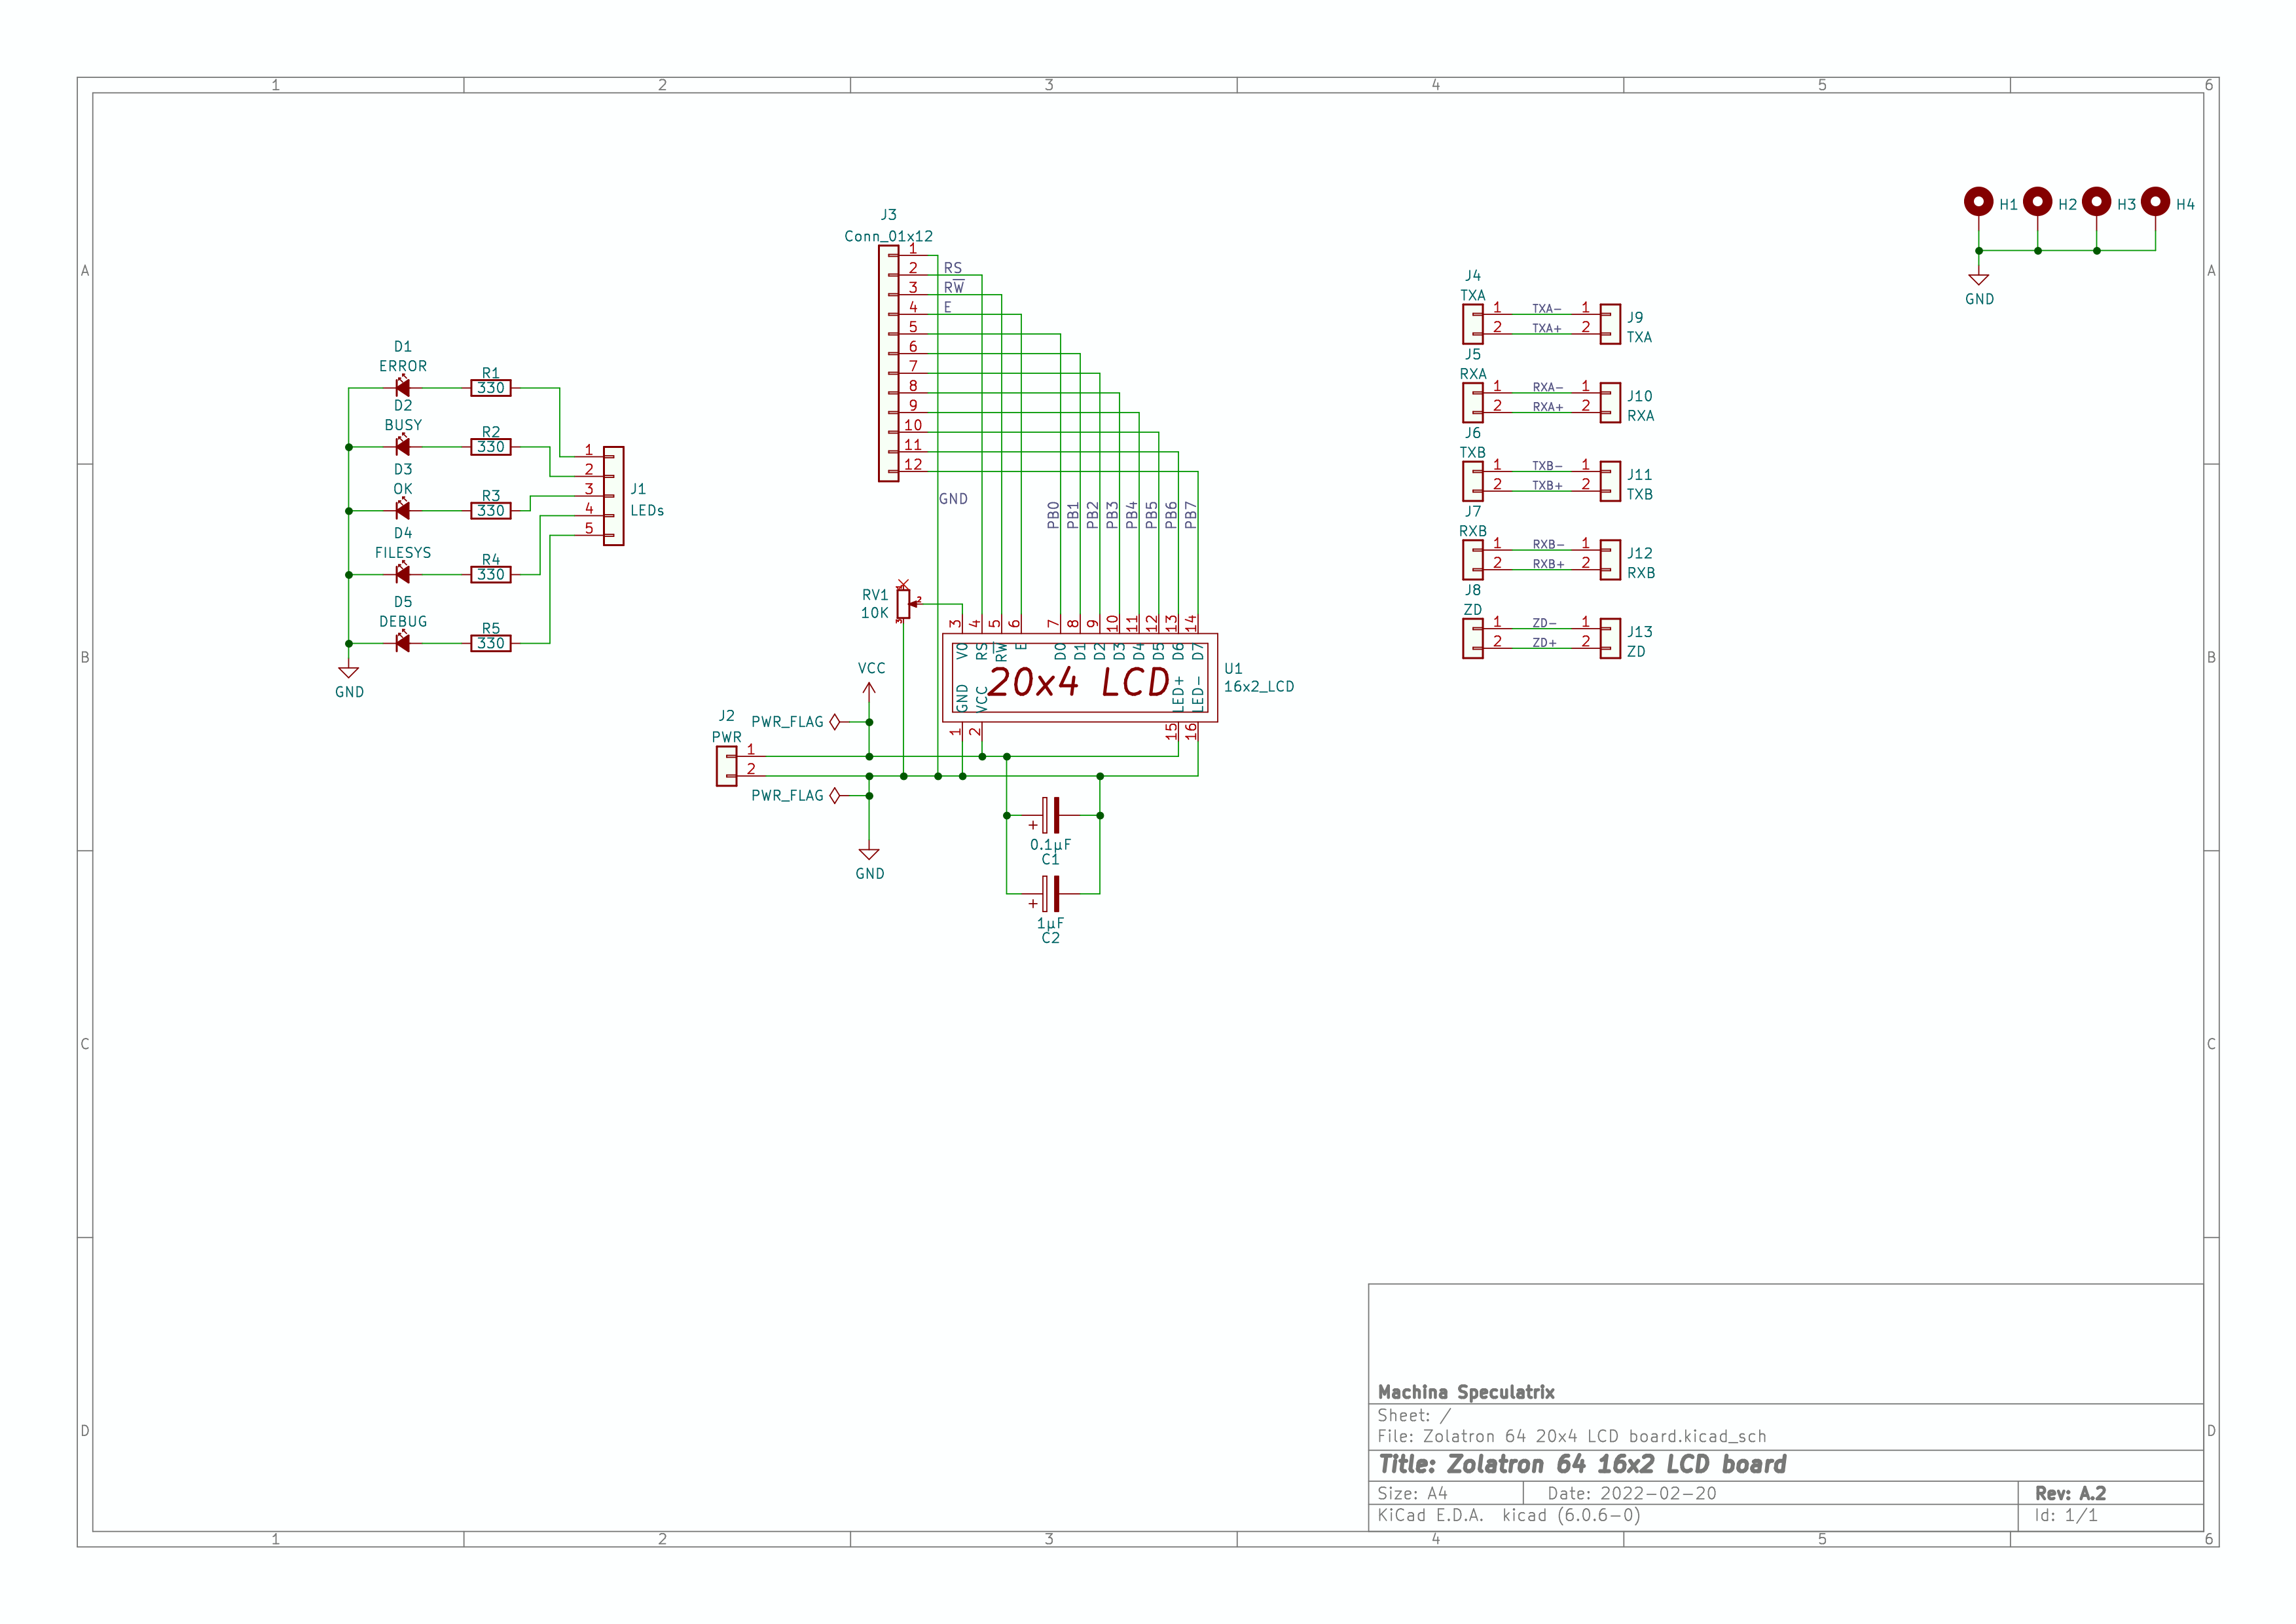 1 2 3 4 5 6
A
B
C
D
A
B
C
D
1 2 3 4 5 6
D1
ERROR
R1
330
D2
BUSY
R2
330
D3
OK
R3
330
D4
FILESYS
R4
330
D5
DEBUG
R5
330
GND
1
2
3
4
5
J1
LEDs
J3
Conn_01x12
1
2 RS
3 RW
4 E
5
6
7
8
9
10
11
12
GND
PB0
PB1
PB2
PB3
PB4
PB5
PB6
PB7
RV1
10K
2
3
3 4 5 6 7 8 9 10 11 12 13 14
V0 RS RW E D0 D1 D2 D3 D4 D5 D6 D7
20x4 LCD
GND VCC LED+ LED-
1 2 15 16
U1
16x2_LCD
VCC
PWR_FLAG
J2
PWR
1
2
PWR_FLAG
GND
+
0.1µF
C1
+
1µF
C2
J4
TXA
1 TXA- 1
2 TXA+ 2
J9
TXA
J5
RXA
1 RXA- 1
2 RXA+ 2
J10
RXA
J6
TXB
1 TXB- 1
2 TXB+ 2
J11
TXB
J7
RXB
1 RXB- 1
2 RXB+ 2
J12
RXB
J8
ZD
1 ZD- 1
2 ZD+ 2
J13
ZD
H1 H2 H3 H4
GND
Machina Speculatrix
Sheet: /
File: Zolatron 64 20x4 LCD board.kicad_sch
Title: Zolatron 64 16x2 LCD board
Size: A4 Date: 2022-02-20 Rev: A.2
KiCad E.D.A. kicad (6.0.6-0) Id: 1/1